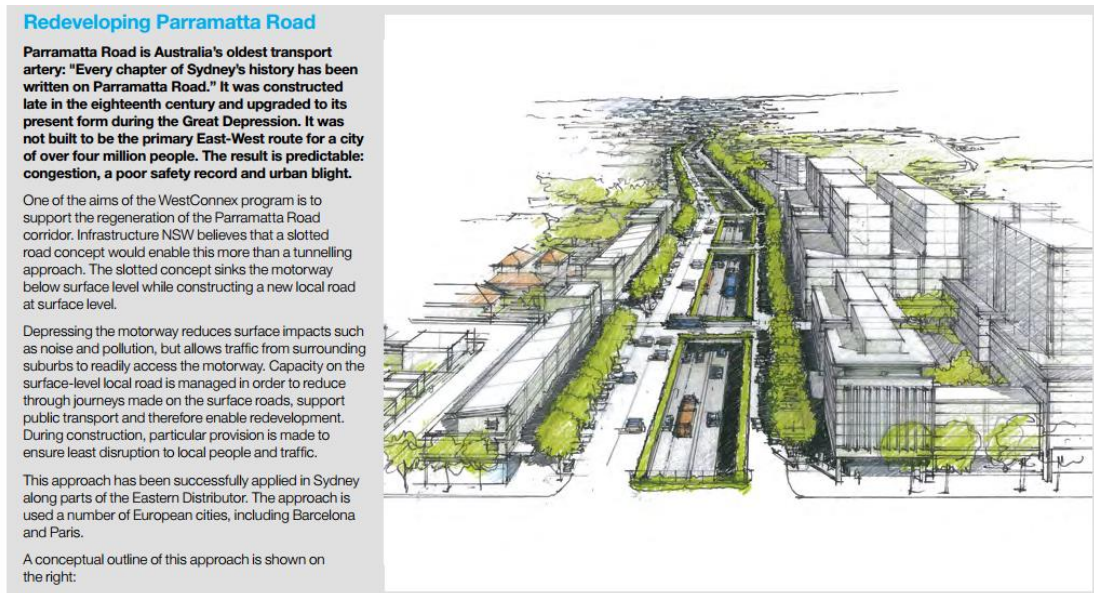 Redeveloping Parramatta Road
Parramatta Road is Australia's oldest transport
artery: "Every chapter of Sydney's history has been
written on Parramatta Road." It was constructed
late in the eighteenth century and upgraded to its
present form during the Great Depression. It was
not built to be the primary East-West route for a city
of over four million people. The result is predictable:
congestion, a poor safety record and urban blight.
One of the aims of the WestConnex program is to
support the regeneration of the Parramatta Road
corridor. Infrastructure NSW believes that a slotted
road concept would enable this more than a tunnelling
approach. The slotted concept sinks the motorway
below surface level while constructing a new local road
at surface level.
Depressing the motorway reduces surface impacts such
as noise and pollution, but allows traffic from surrounding
suburbs to readily access the motorway. Capacity on the
surface-level local road is managed in order to reduce
through journeys made on the surface roads, support
public transport and therefore enable redevelopment.
During construction, particular provision is made to
ensure least disruption to local people and traffic.
This approach has been successfully applied in Sydney
along parts of the Eastern Distributor. The approach is
used a number of European cities, including Barcelona
and Paris.
A conceptual outline of this approach is shown on
the right: